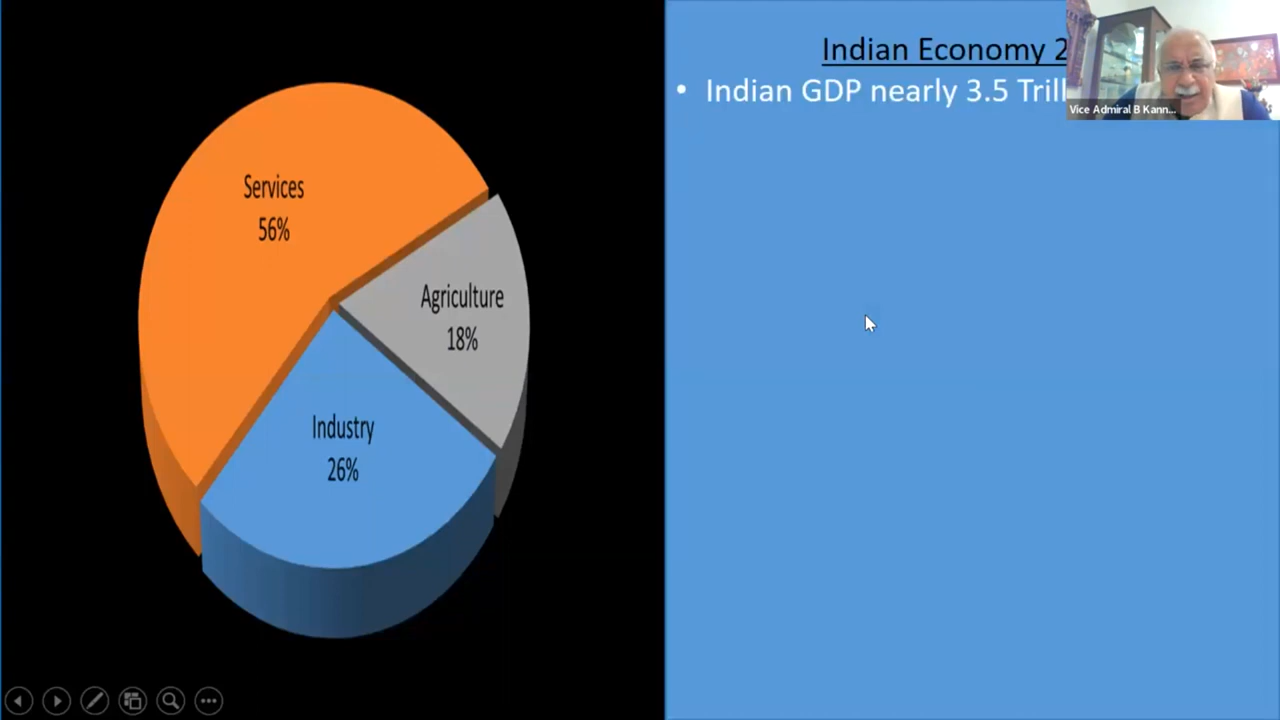 Services
56%
Agriculture
18%
Industry
26%
Indian Economy 2
• Indian GDP nearly 3.5 Trill
Vice Admiral B Kann...